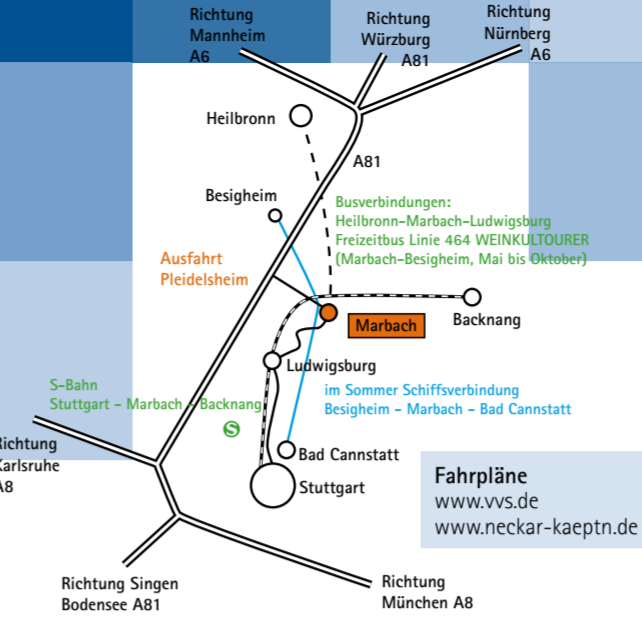 Richtung
Mannheim
A6
Richtung
Würzburg
A81
Richtung
Nürnberg
A6
Heilbronn
A81
Besigheim
Busverbindungen:
Heilbronn-Marbach-Ludwigsburg
Freizeitbus Linie 464 WEINKULTOURER
(Marbach-Besigheim, Mai bis Oktober)
Ausfahrt
Pleidelsheim
Marbach
Backnang
Ludwigsburg
S-Bahn
Stuttgart - Marbach - Backnang
S
im Sommer Schiffsverbindung
Besigheim - Marbach - Bad Cannstatt
Richtung
Karlsruhe
A8
Bad Cannstatt
Stuttgart
Fahrpläne
www.vvs.de
www.neckar-kaeptn.de
Richtung Singen
Bodensee A81
Richtung
München A8